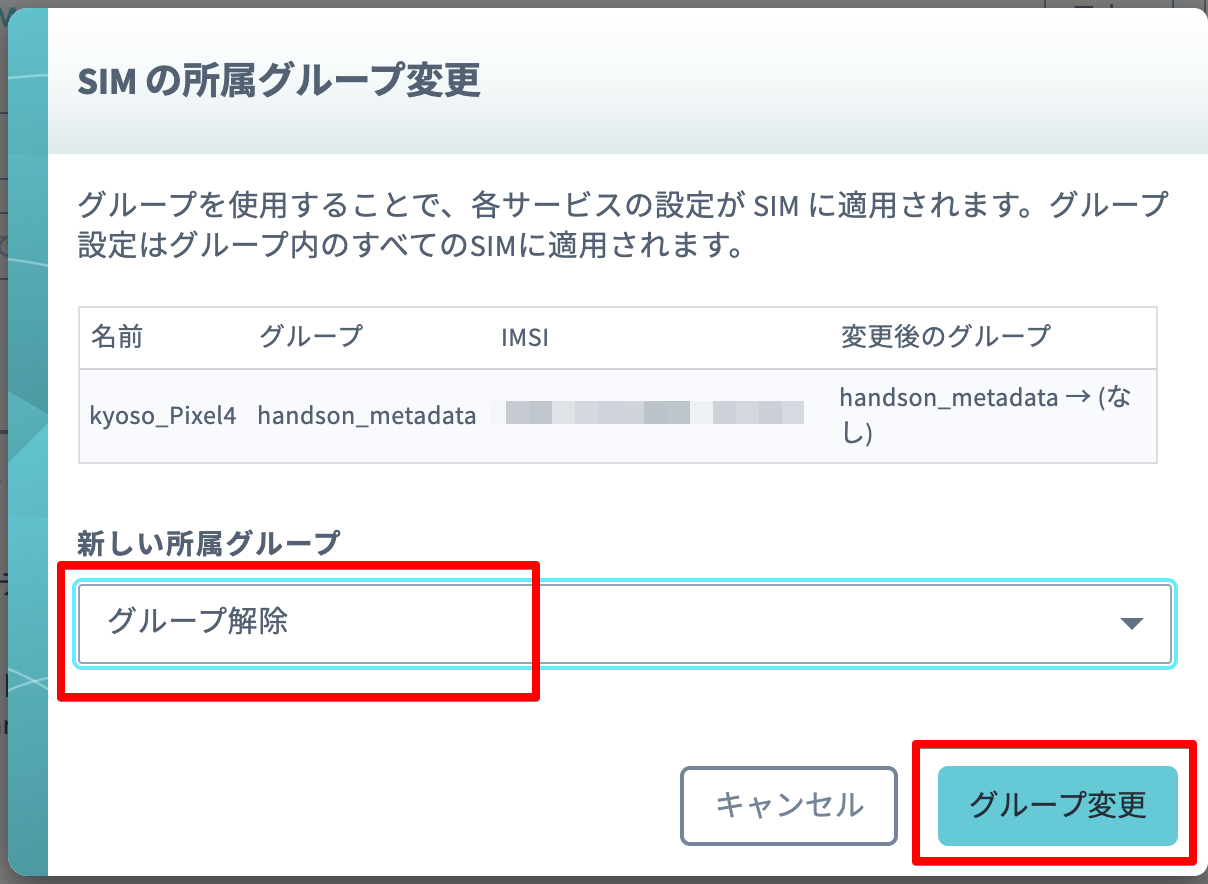 SIM の所属グループ変更
グループを使用することで、各サービスの設定が SIM に適用されます。グループ
設定はグループ内のすべてのSIMに適用されます。
名前 グループ IMSI 変更後のグループ
kyoso_Pixel4 handson_metadata handson_metadata → (な
し)
新しい所属グループ
グループ解除
キャンセル グループ変更